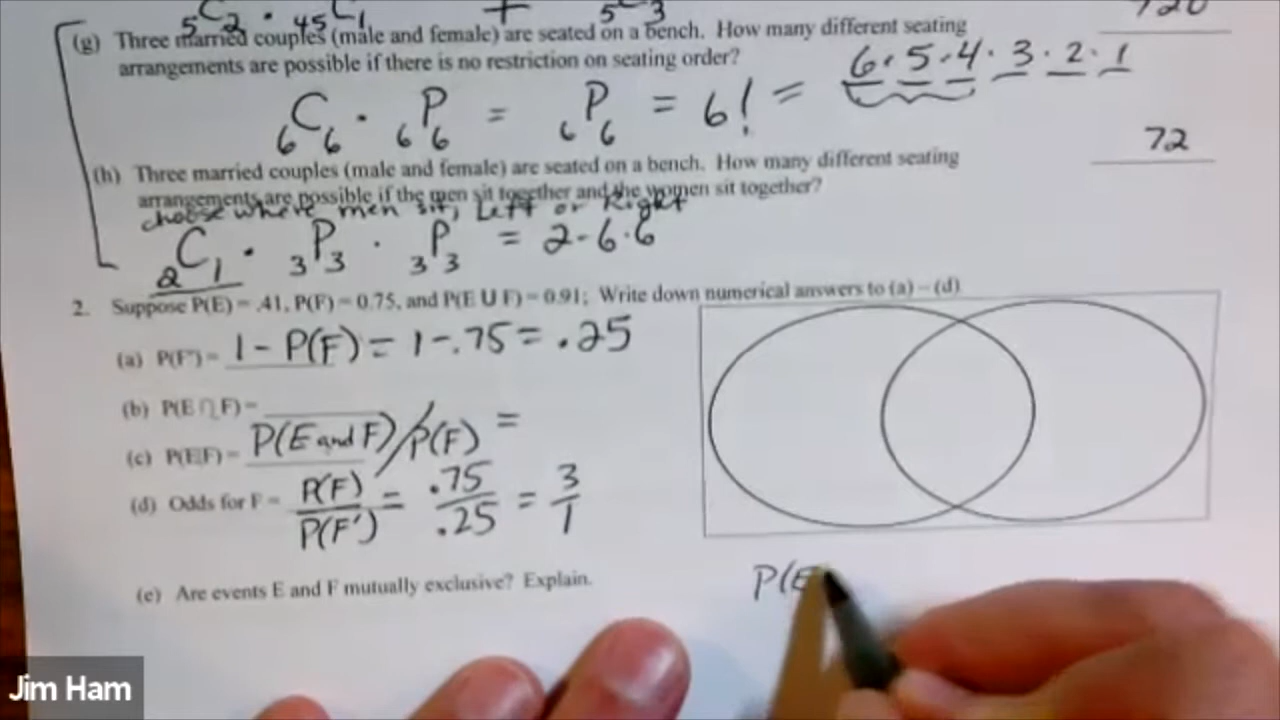 5C2 · 45C1 + 5C3
720
(g) Three married couples (male and female) are seated on a bench. How many different seating
arrangements are possible if there is no restriction on seating order?
6C6 · 6P6 = 6P6 = 6! = 6·5·4·3·2·1
72
(h) Three married couples (male and female) are seated on a bench. How many different seating
arrangements are possible if the men sit together and the women sit together?
choose where men sit, Left or Right
2C1 · 3P3 · 3P3 = 2·6·6
2. Suppose P(E) = .41, P(F) = 0.75, and P(E U F) = 0.91; Write down numerical answers to (a) – (d)
(a) P(F') = 1 - P(F) = 1-.75 = .25
(b) P(E ∩ F) =
(c) P(E|F) = P(E and F)/P(F) =
(d) Odds for F = P(F)/P(F') = .75/.25 = 3/1
(e) Are events E and F mutually exclusive? Explain.
P(E
Jim Ham